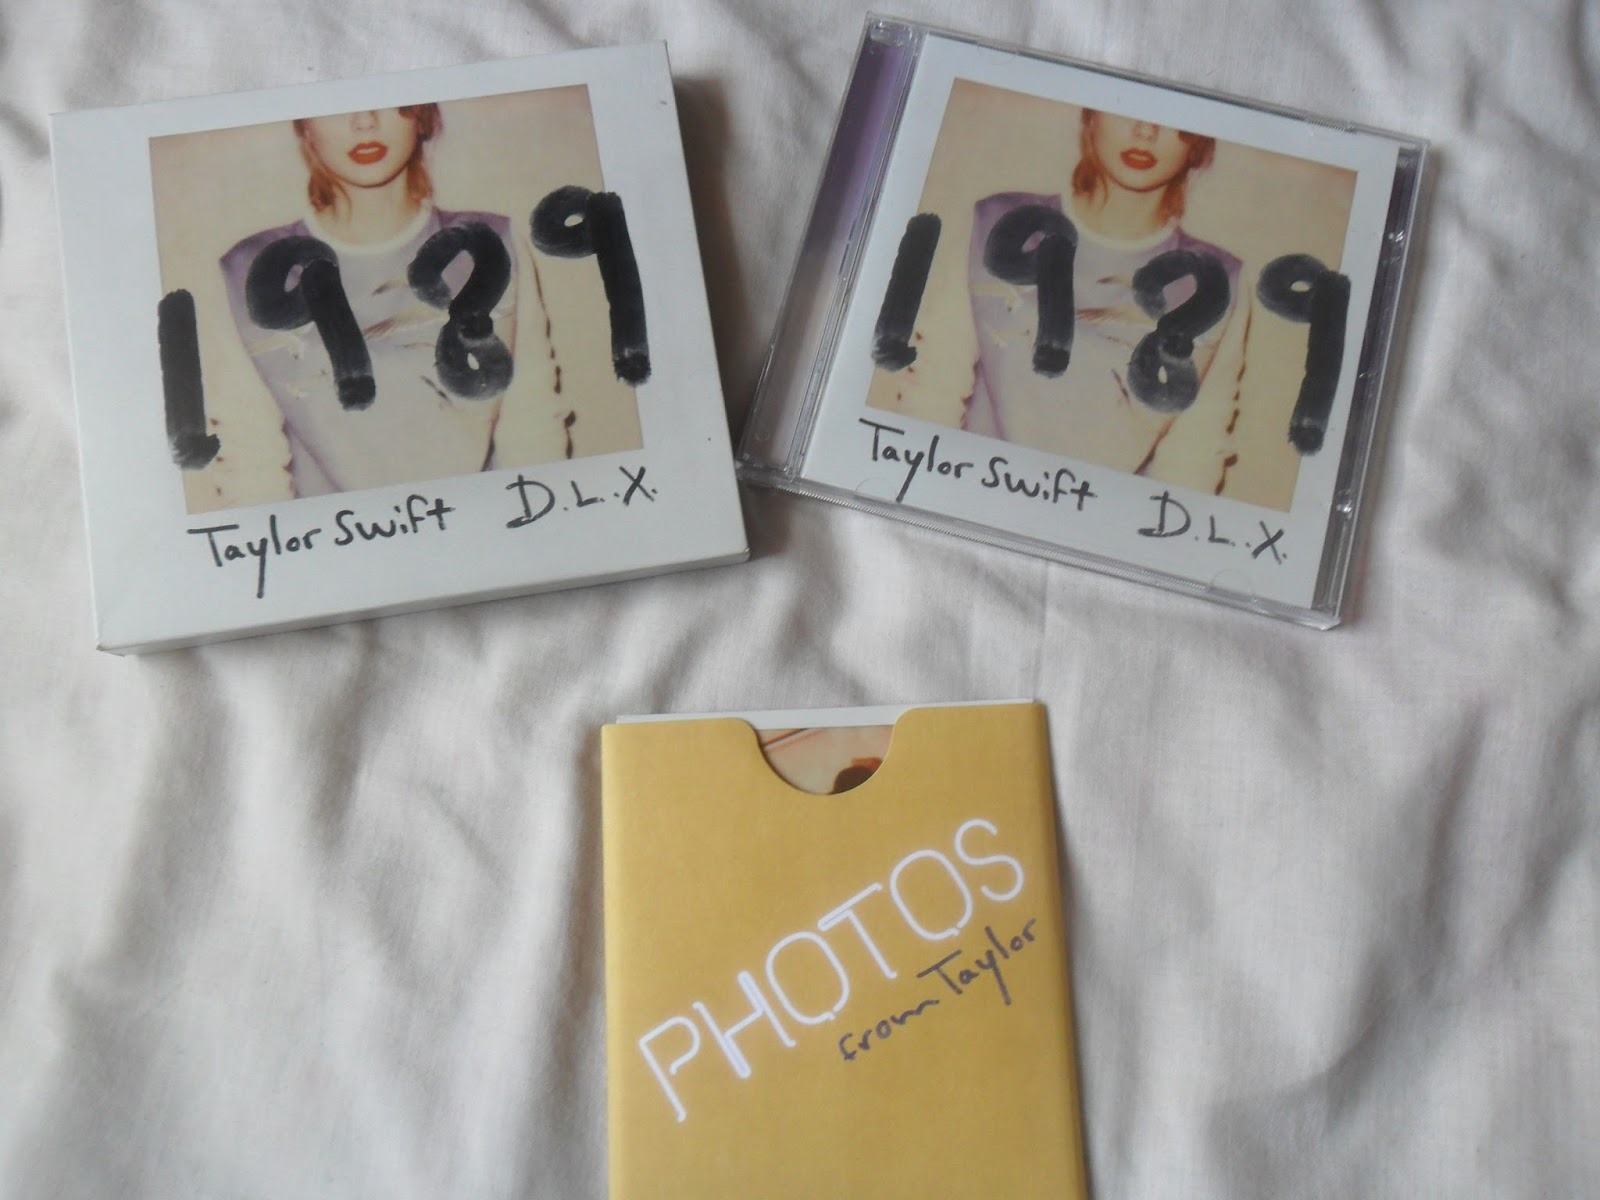 1989
Taylor Swift D.L.X.
1989
Taylor Swift D.L.X.
PHOTOS
from Taylor